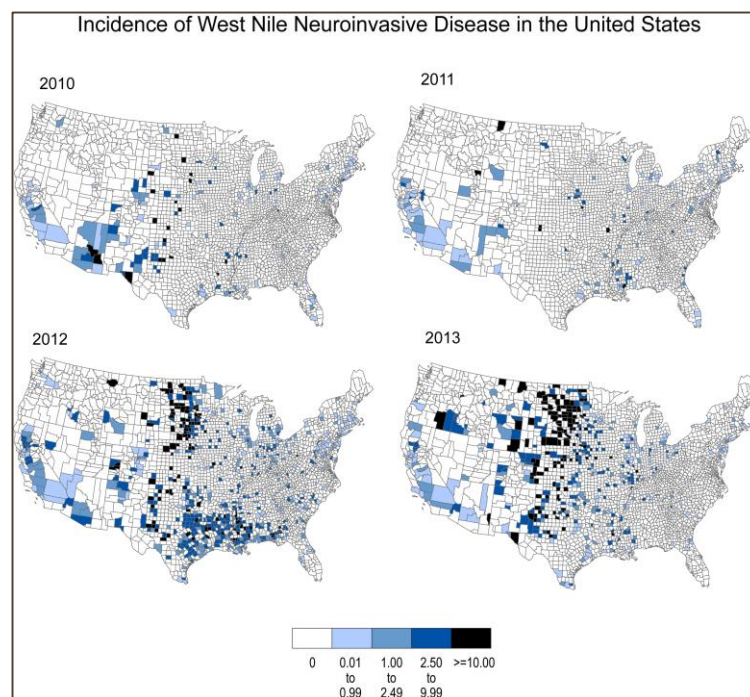 Incidence of West Nile Neuroinvasive Disease in the United States
2010
2011
2012
2013
0
0.01 to 0.99
1.00 to 2.49
2.50 to 9.99
>=10.00